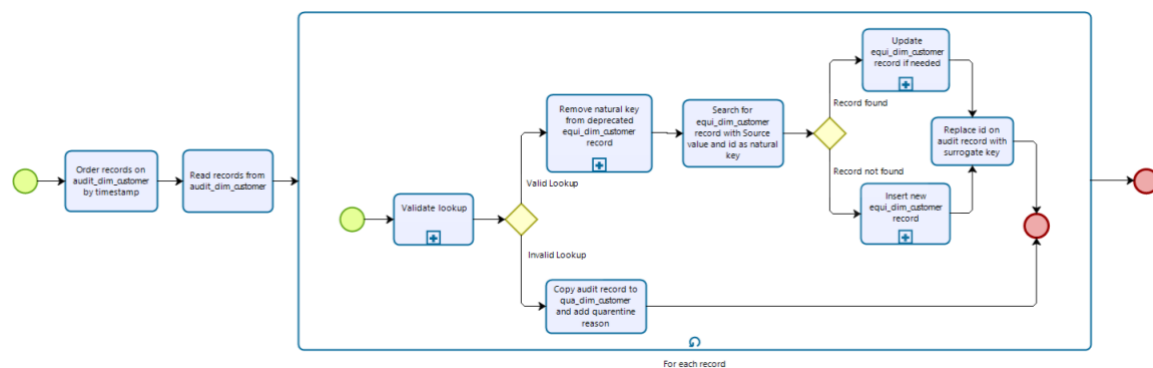 Order records on
audit_dim_customer
by timestamp
Read records from
audit_dim_customer
Validate lookup
Valid Lookup
Invalid Lookup
Remove natural key
from deprecated
equi_dim_customer
record
Search for
equi_dim_customer
record with Source
value and id as natural
key
Record found
Record not found
Update
equi_dim_customer
record if needed
Insert new
equi_dim_customer
record
Replace id on
audit record with
surrogate key
Copy audit record to
qua_dim_customer
and add quarentine
reason
For each record